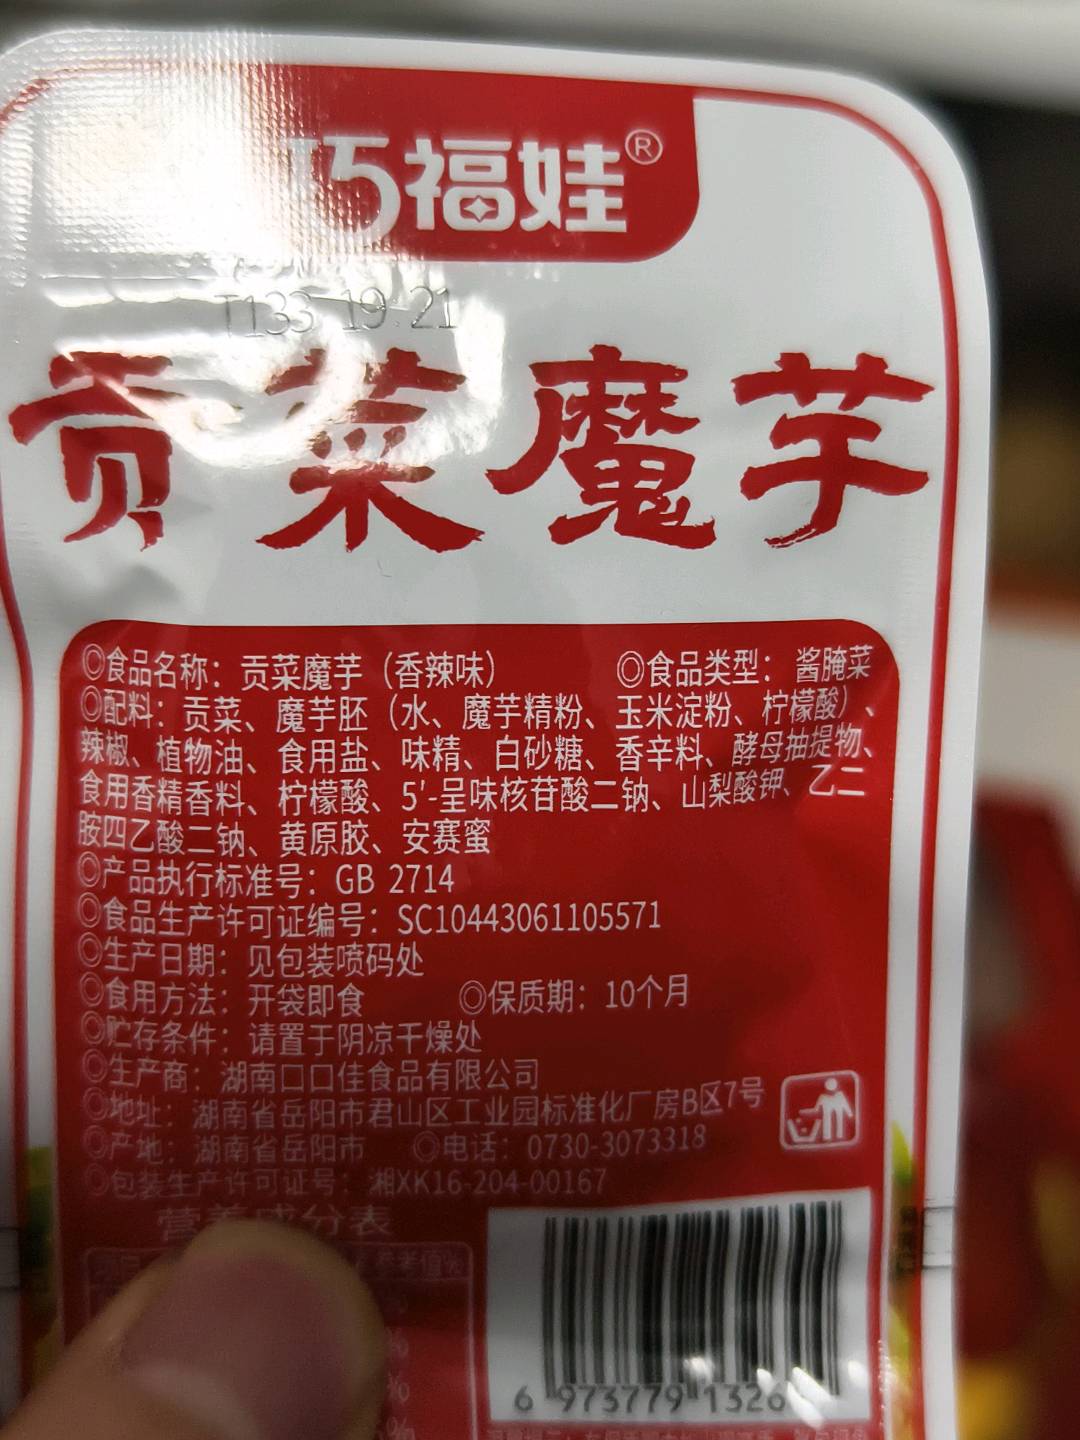 巧福娃®
T133 19:21
贡菜魔芋
◎食品名称：贡菜魔芋（香辣味） ◎食品类型：酱腌菜
◎配料：贡菜、魔芋胚（水、魔芋精粉、玉米淀粉、柠檬酸）、
辣椒、植物油、食用盐、味精、白砂糖、香辛料、酵母抽提物、
食用香精香料、柠檬酸、5'-呈味核苷酸二钠、山梨酸钾、乙二
胺四乙酸二钠、黄原胶、安赛蜜
◎产品执行标准号：GB 2714
◎食品生产许可证编号：SC10443061105571
◎生产日期：见包装喷码处
◎食用方法：开袋即食 ◎保质期：10个月
◎贮存条件：请置于阴凉干燥处
◎生产商：湖南口口佳食品有限公司
◎地址：湖南省岳阳市君山区工业园标准化厂房B区7号
◎产地：湖南省岳阳市 ◎电话：0730-3073318
◎包装生产许可证号：湘XK16-204-00167
营养成分表
参考值%
6 973779 1326